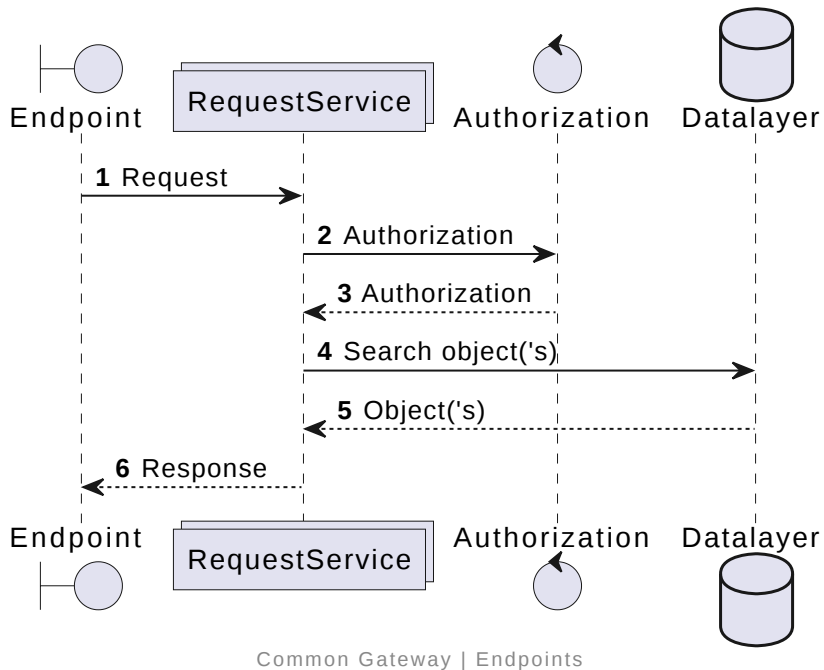 Endpoint
RequestService
Authorization
Datalayer
1 Request
2 Authorization
3 Authorization
4 Search object('s)
5 Object('s)
6 Response
Endpoint
RequestService
Authorization
Datalayer
Common Gateway | Endpoints